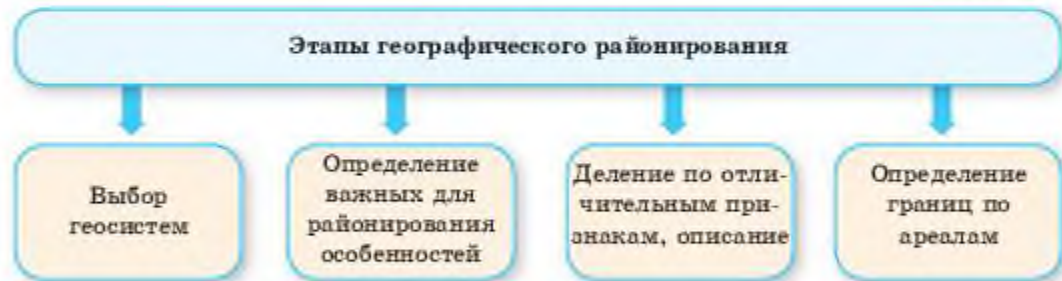 Этапы географического районирования
Выбор
геосистем
Определение
важных для
районирования
особенностей
Деление по отли-
чительным при-
знакам, описание
Определение
границ по
ареалам